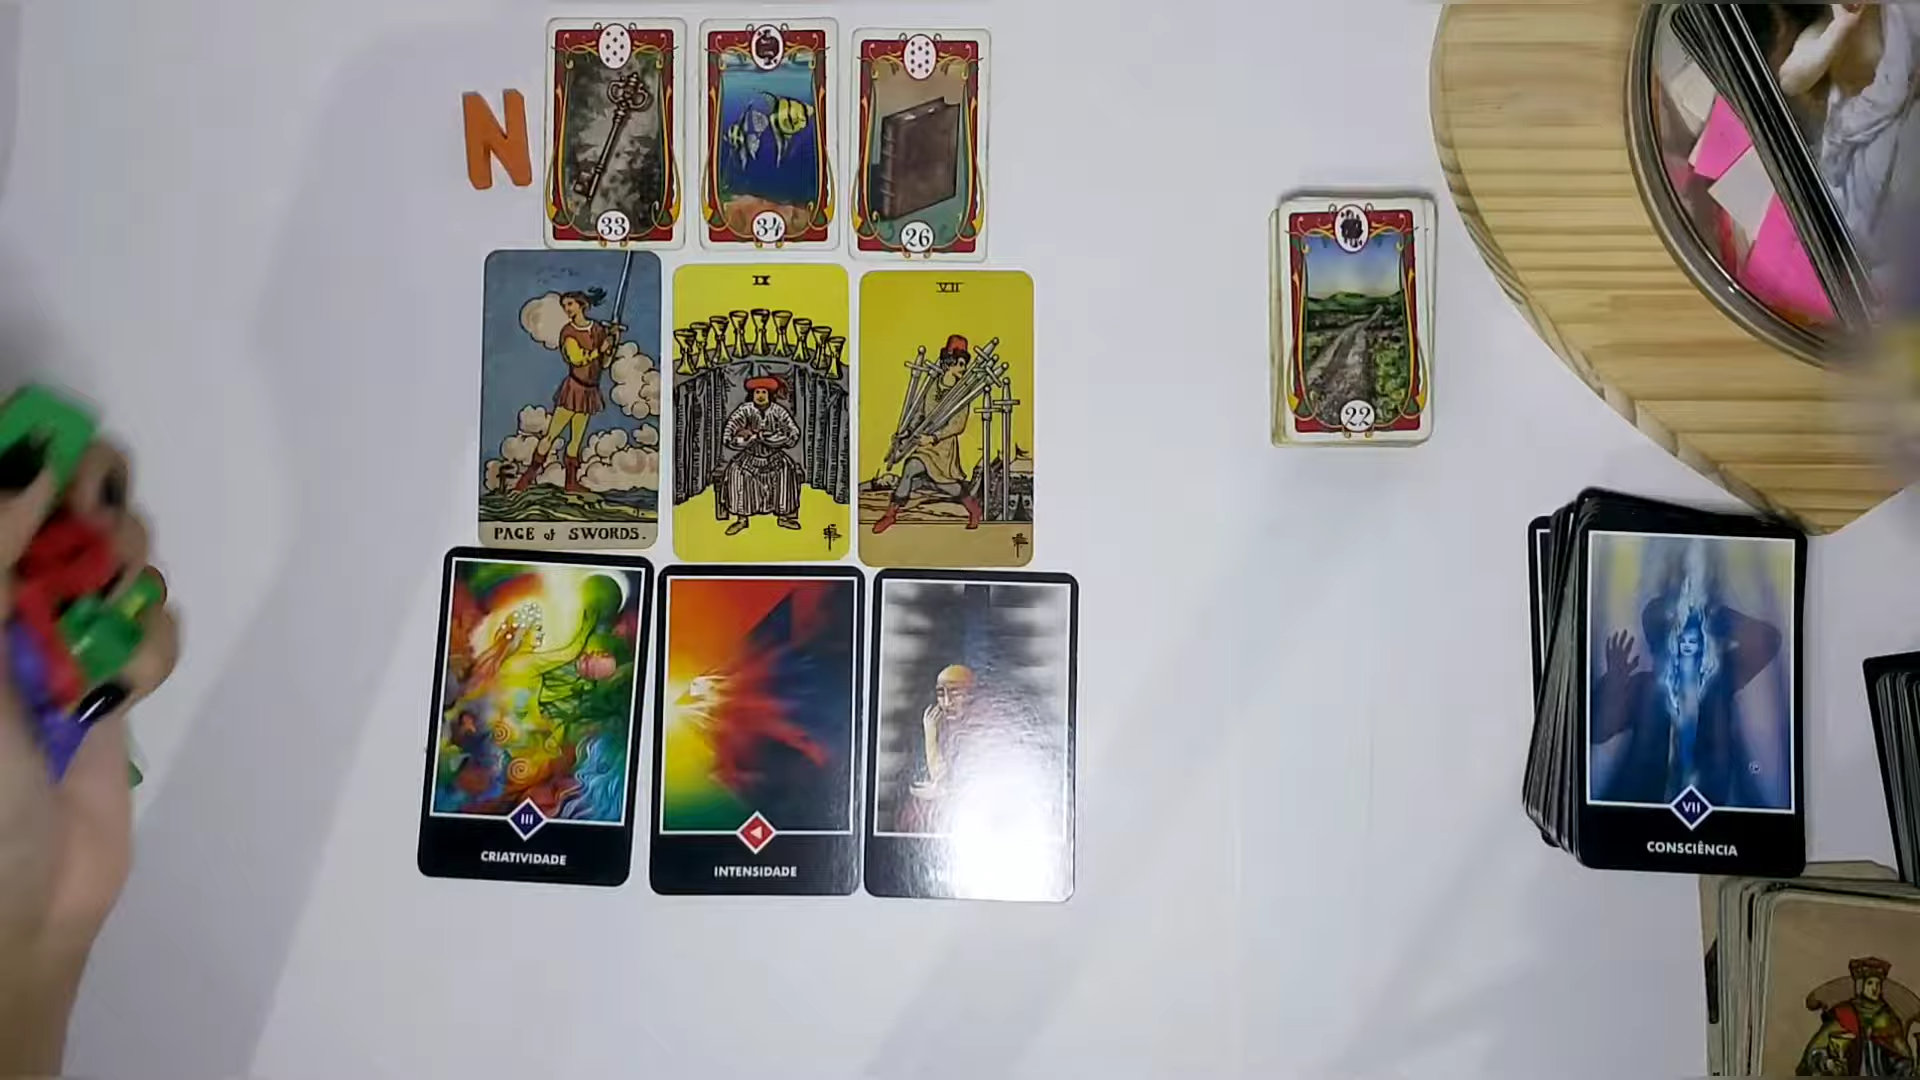 N
33
34
26
22
IX
VII
PAGE of SWORDS.
III
CRIATIVIDADE
INTENSIDADE
VII
CONSCIÊNCIA